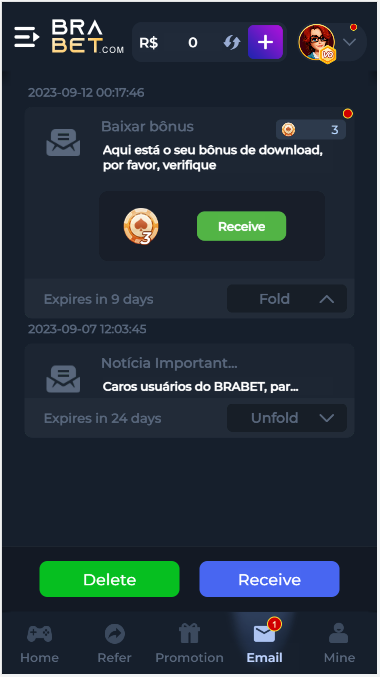 BRA
BET.COM
R$ 0
V0
2023-09-12 00:17:46
Baixar bônus
3
Aqui está o seu bônus de download,
por favor, verifique
3
Receive
Expires in 9 days
Fold
2023-09-07 12:03:45
Notícia Important...
Caros usuários do BRABET, par...
Expires in 24 days
Unfold
Delete
Receive
1
Home
Refer
Promotion
Email
Mine